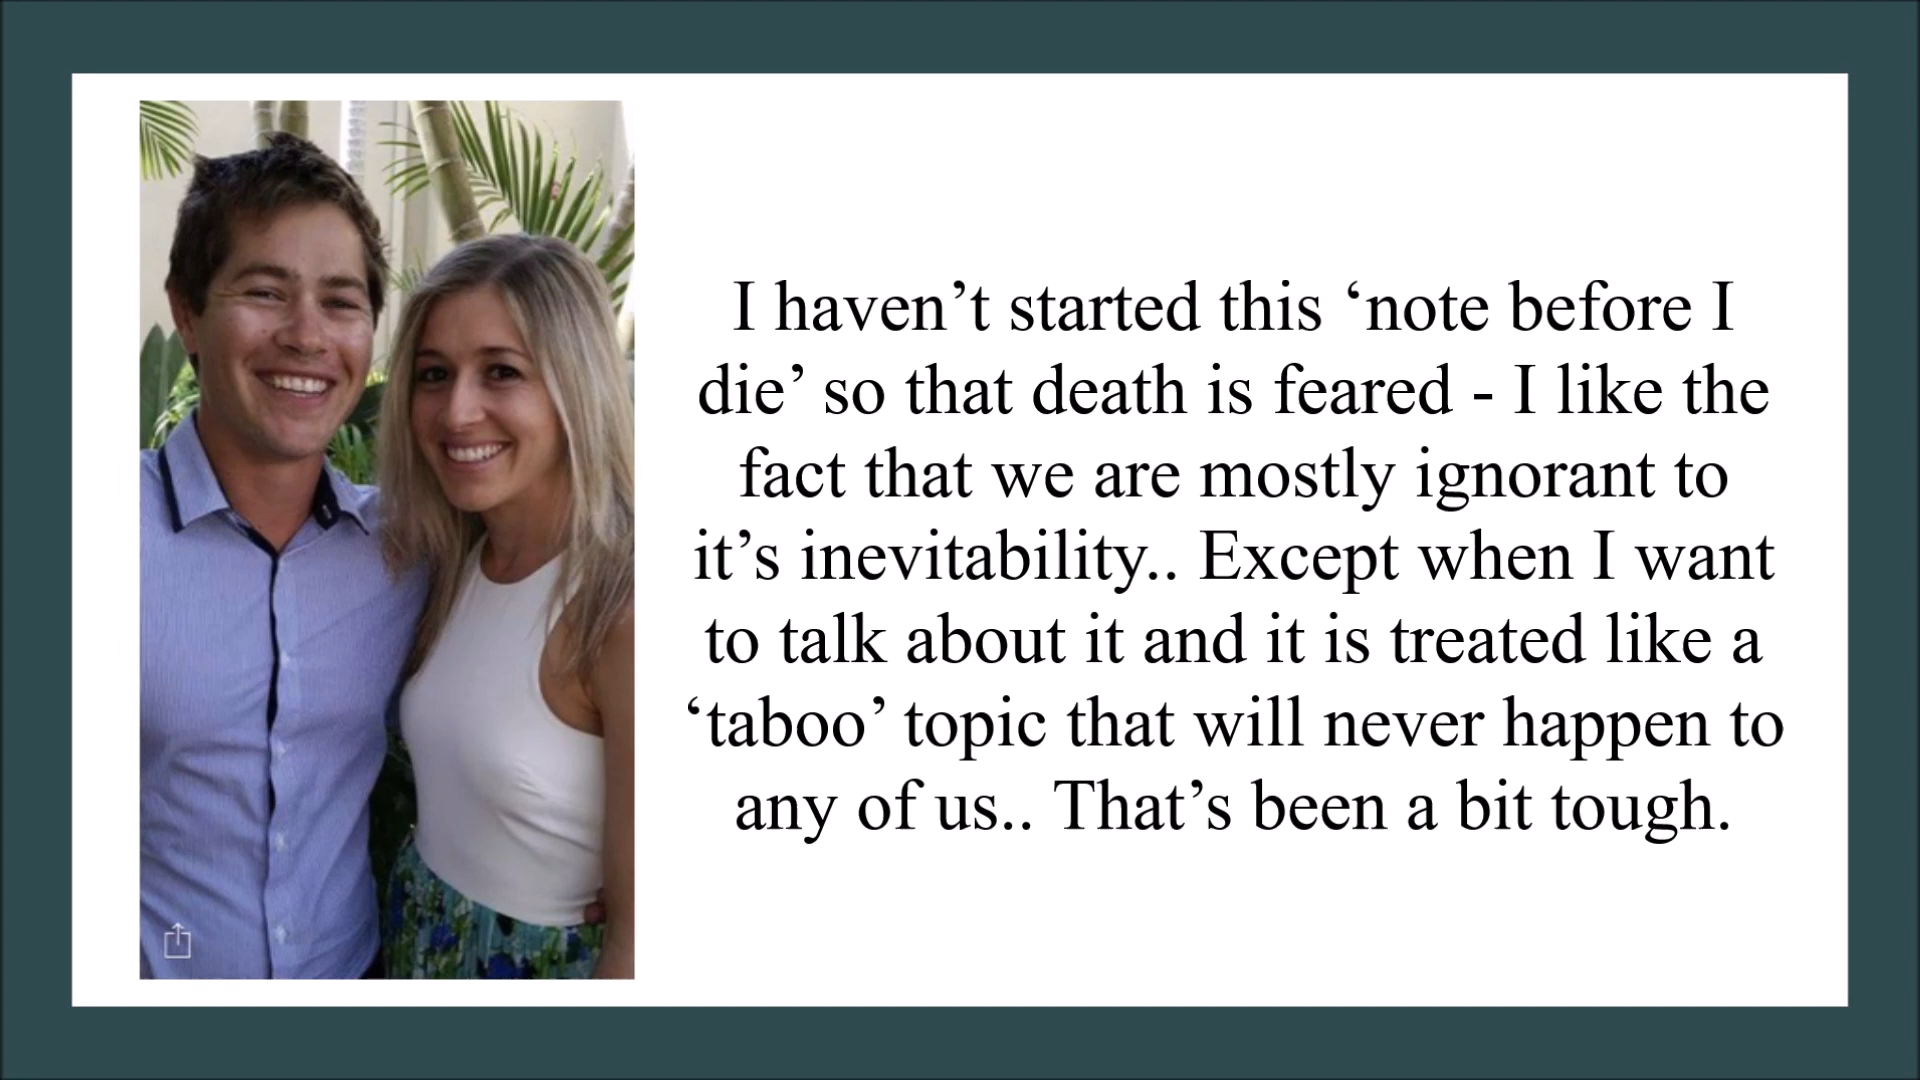 I haven’t started this ‘note before I
die’ so that death is feared - I like the
fact that we are mostly ignorant to
it’s inevitability.. Except when I want
to talk about it and it is treated like a
‘taboo’ topic that will never happen to
any of us.. That’s been a bit tough.